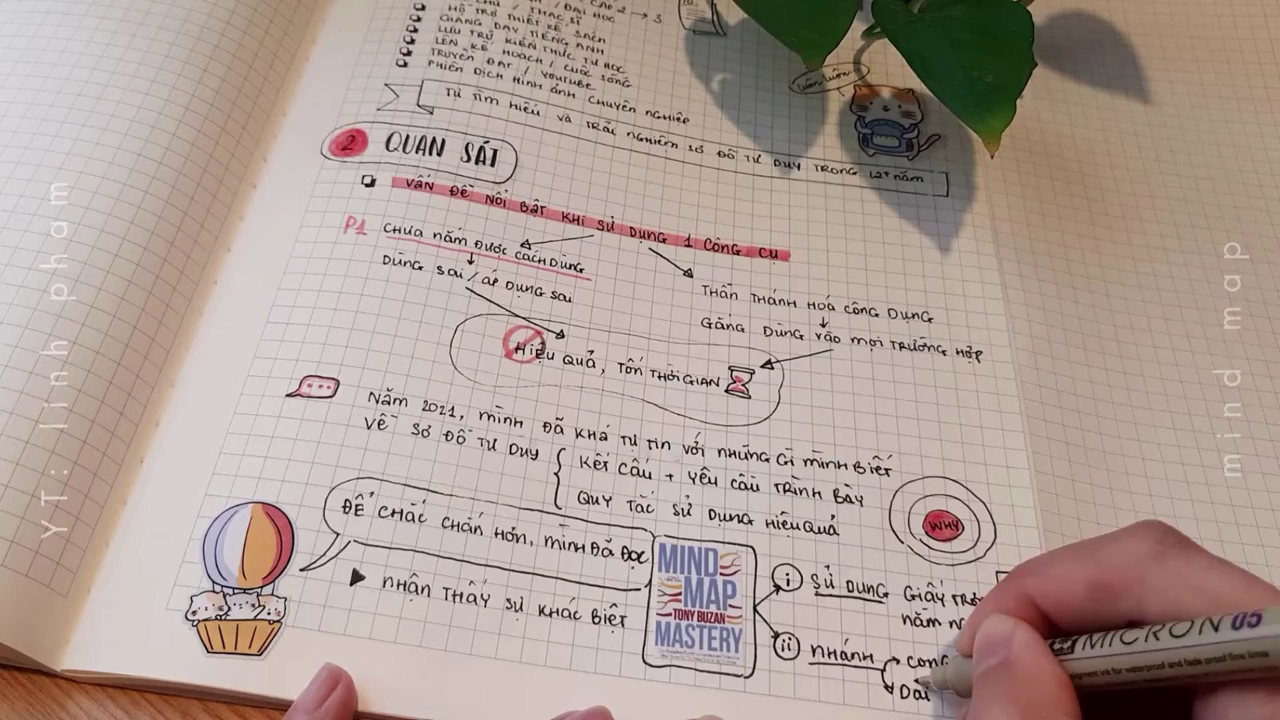 HỖ TRỢ THIẾT KẾ SÁCH
GIẢNG DẠY TIẾNG ANH
LƯU TRỮ KIẾN THỨC TỰ HỌC
LÊN KẾ HOẠCH / CUỘC SỐNG
TRUYỀN ĐẠT / YOUTUBE
PHIÊN DỊCH HÌNH ẢNH CHUYÊN NGHIỆP
luôn luôn
TỰ TÌM HIỂU VÀ TRẢI NGHIỆM SƠ ĐỒ TƯ DUY TRONG 12+ năm
2 QUAN SÁT
VẤN ĐỀ NỔI BẬT KHI SỬ DỤNG 1 CÔNG CỤ
P1 CHƯA NẮM ĐƯỢC CÁCH DÙNG
DÙNG SAI / ÁP DỤNG SAI
THẦN THÁNH HOÁ CÔNG DỤNG
GẮNG DÙNG VÀO MỌI TRƯỜNG HỢP
HIỆU QUẢ, TỐN THỜI GIAN
NĂM 2021, MÌNH ĐÃ KHÁ TỰ TIN VỚI NHỮNG GÌ MÌNH BIẾT
VỀ SƠ ĐỒ TƯ DUY
KẾT CẤU + YÊU CẦU TRÌNH BÀY
QUY TẮC SỬ DỤNG HIỆU QUẢ
WHY
ĐỂ CHẮC CHẮN HƠN, MÌNH ĐÃ ĐỌC
NHẬN THẤY SỰ KHÁC BIỆT
MIND
MAP
TONY BUZAN
MASTERY
i SỬ DỤNG GIẤY
NĂM
ii NHÁNH CONG
DÀI
MICRON 05
YT: linh pham
mind map